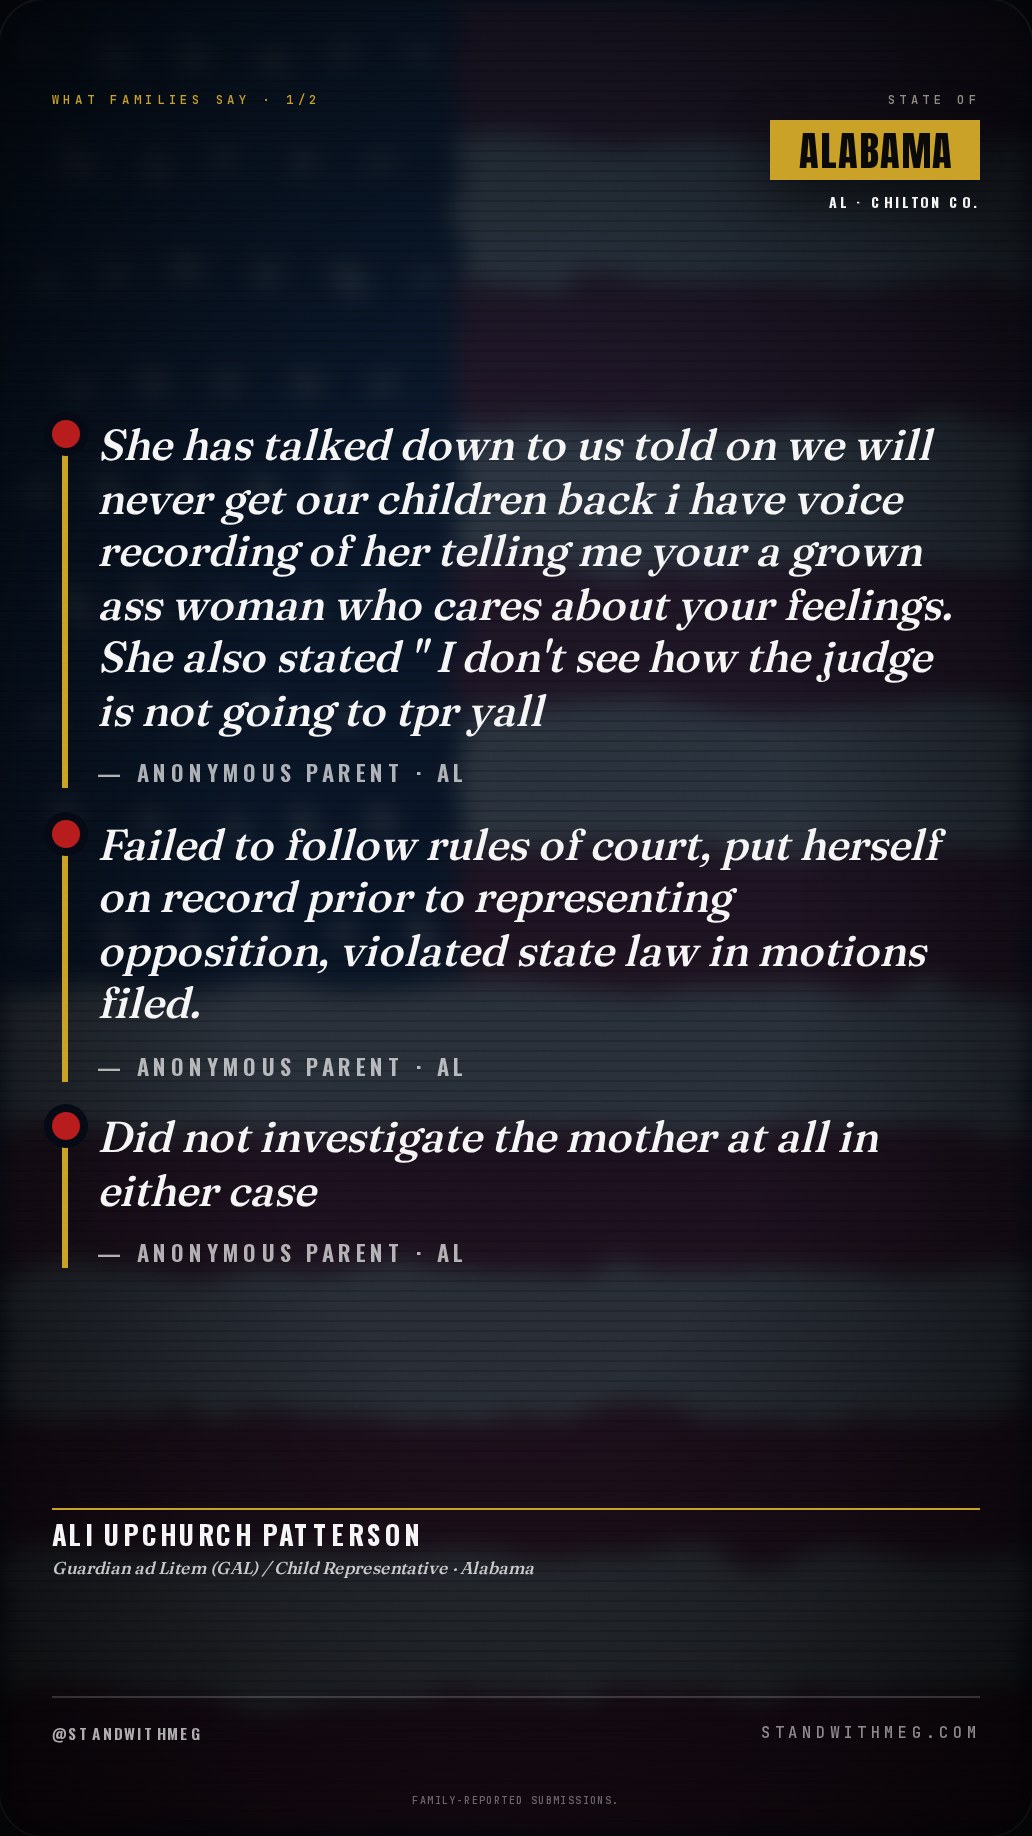 WHAT FAMILIES SAY · 1/2
STATE OF
ALABAMA
AL · CHILTON CO.
She has talked down to us told on we will
never get our children back i have voice
recording of her telling me your a grown
ass woman who cares about your feelings.
She also stated " I don't see how the judge
is not going to tpr yall
— ANONYMOUS PARENT · AL
Failed to follow rules of court, put herself
on record prior to representing
opposition, violated state law in motions
filed.
— ANONYMOUS PARENT · AL
Did not investigate the mother at all in
either case
— ANONYMOUS PARENT · AL
ALI UPCHURCH PATTERSON
Guardian ad Litem (GAL) / Child Representative · Alabama
@STANDWITHMEG
STANDWITHMEG.COM
FAMILY-REPORTED SUBMISSIONS.